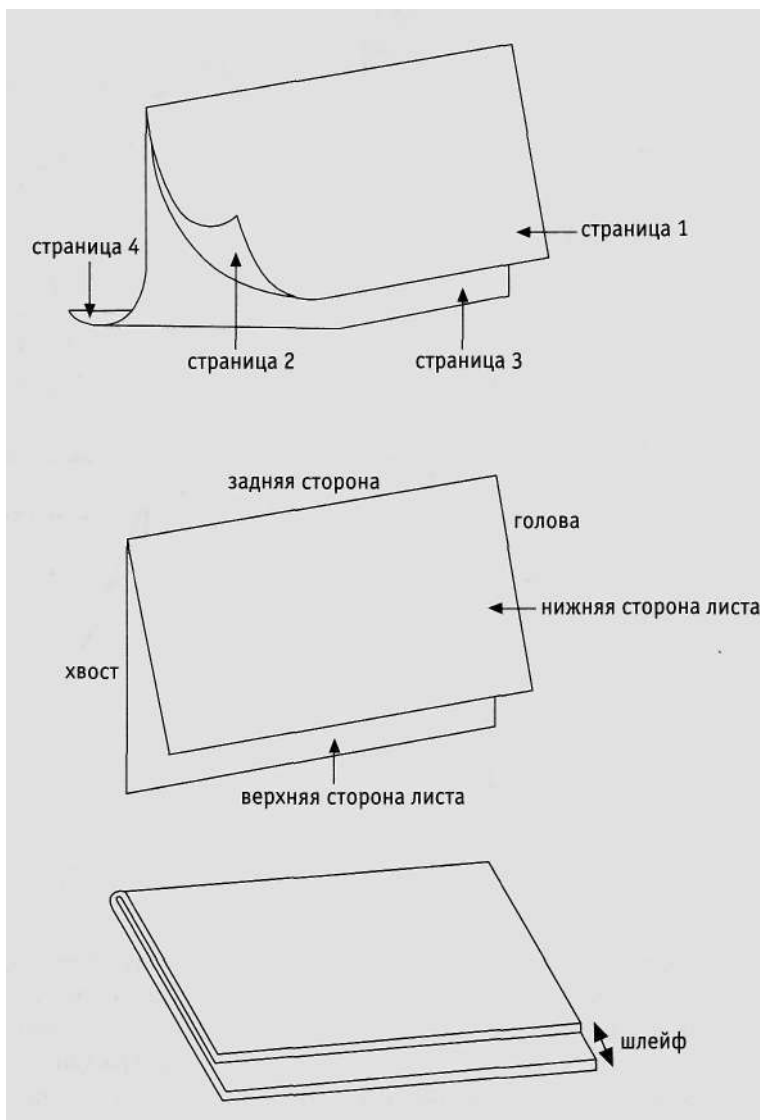 страница 1
страница 4
страница 2
страница 3
задняя сторона
голова
нижняя сторона листа
хвост
верхняя сторона листа
шлейф